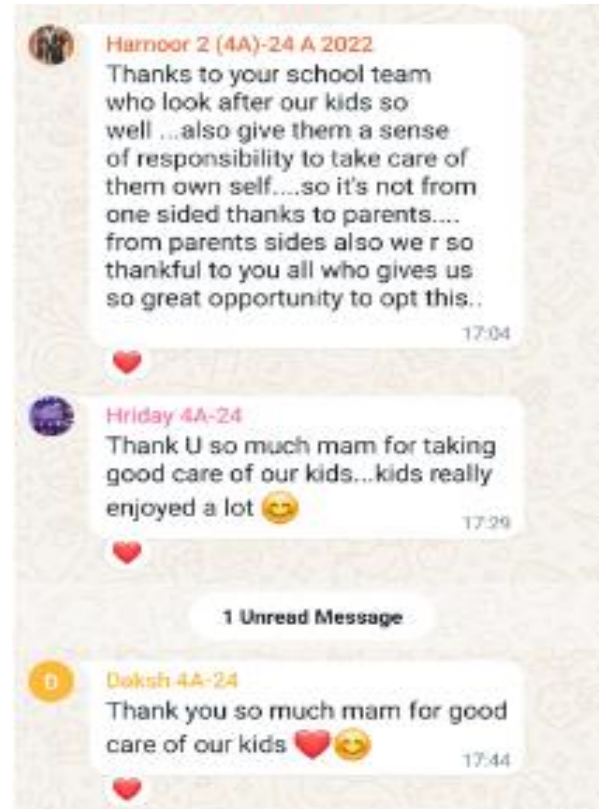 Harnoor 2 (4A)-24 A 2022
Thanks to your school team
who look after our kids so
well ...also give them a sense
of responsibility to take care of
them own self....so it's not from
one sided thanks to parents....
from parents sides also we r so
thankful to you all who gives us
so great opportunity to opt this..
17:04
❤️
Hriday 4A-24
Thank U so much mam for taking
good care of our kids...kids really
enjoyed a lot 😊
17:29
❤️
1 Unread Message
D
Daksh 4A-24
Thank you so much mam for good
care of our kids ❤️😊
17:44
❤️